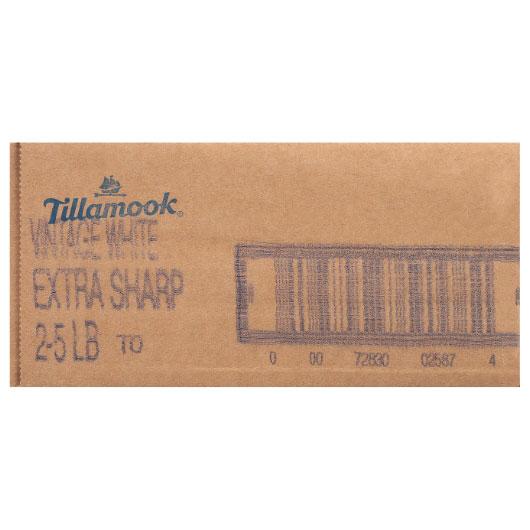 Tillamook®
VINTAGE WHITE
EXTRA SHARP
2-5 LB TO
0 00 72830 02587 4